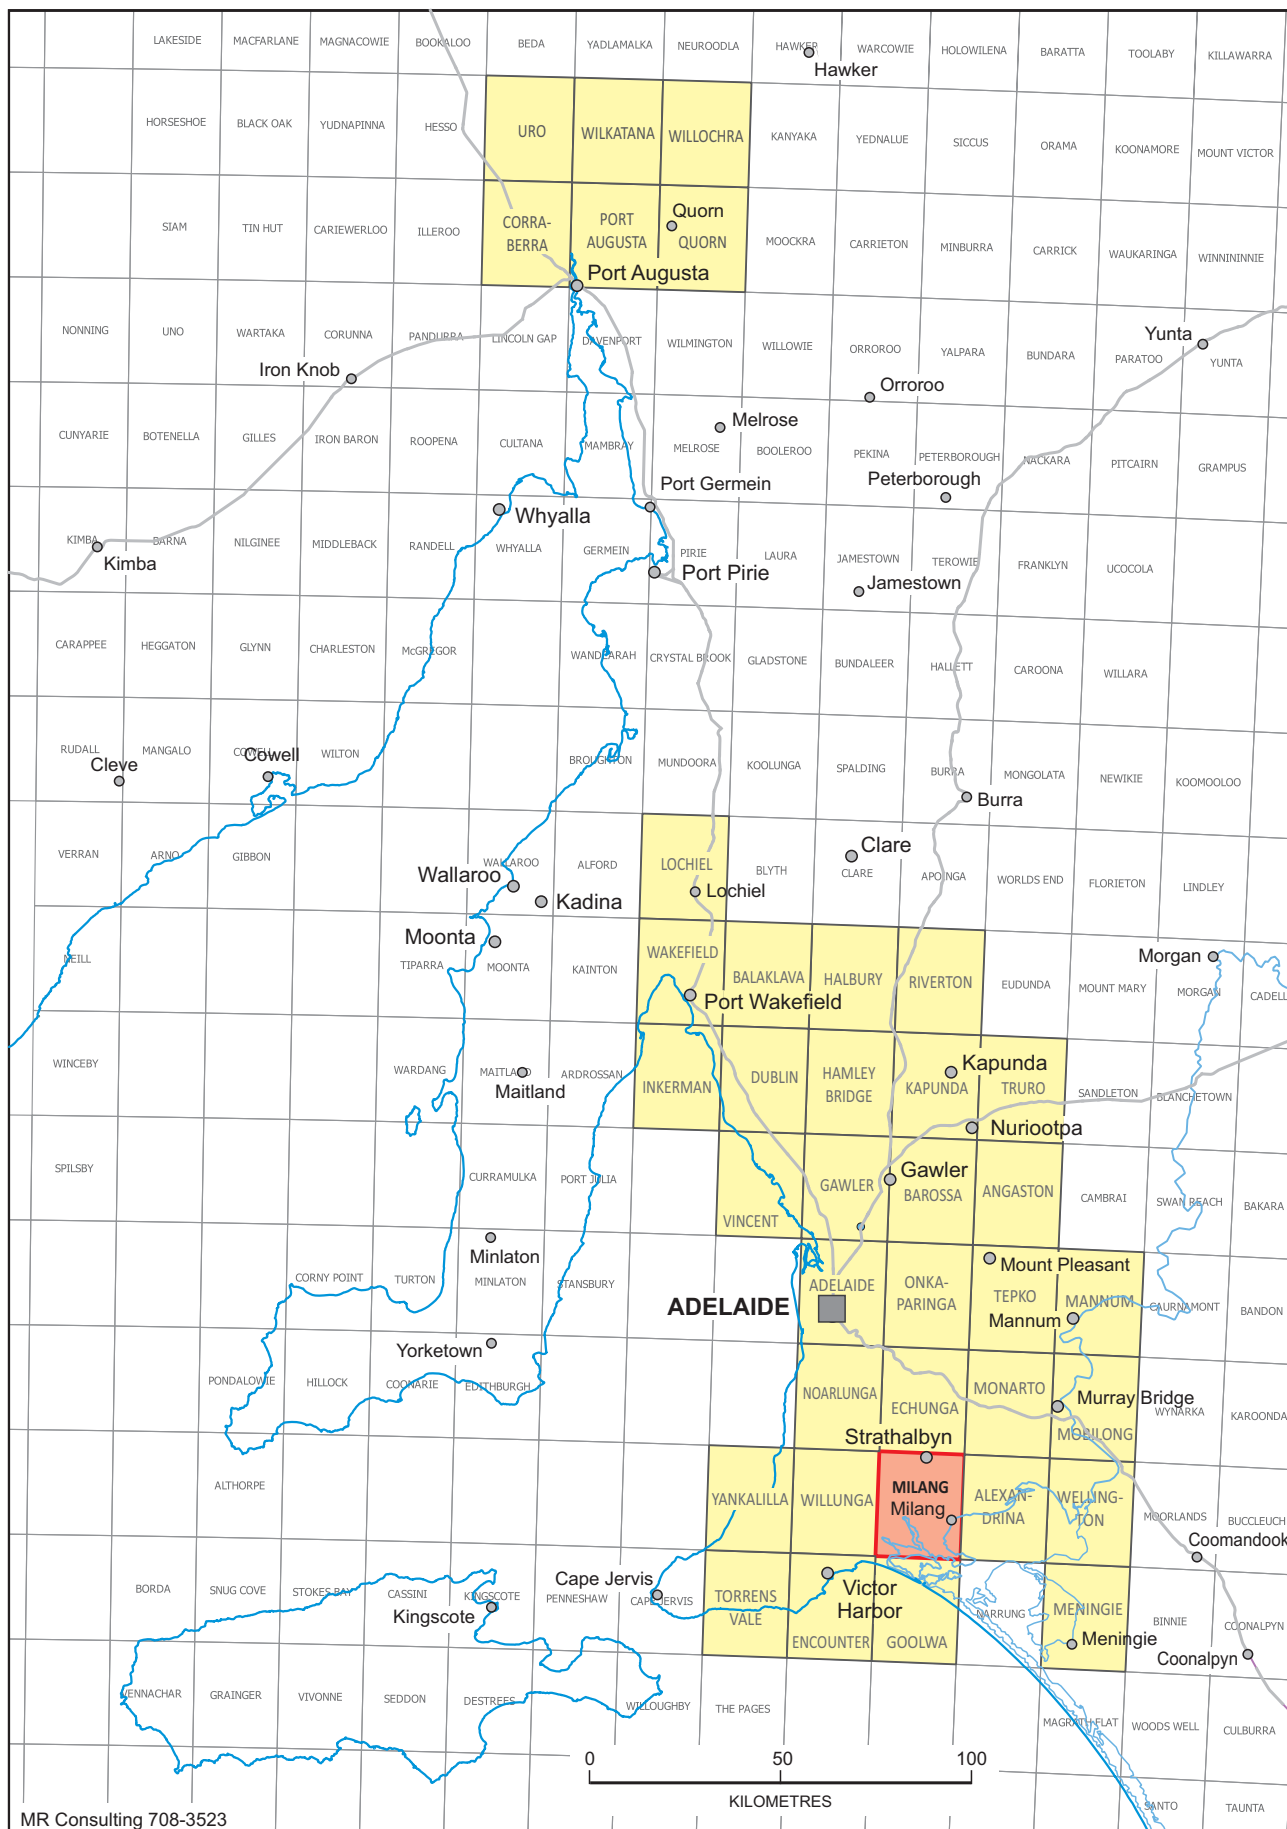 LAKESIDE MACFARLANE MAGNACOWIE BOOKALOO BEDA YADLAMALKA NEUROODLA HAWKER WARCOWIE HOLOWILENA BARATTA TOOLABY KILLAWARRA
Hawker
HORSESHOE BLACK OAK YUDNAPINNA HESSO URO WILKATANA WILLOCHRA KANYAKA YEDNALUE SICCUS ORAMA KOONAMORE MOUNT VICTOR
Quorn
SIAM TIN HUT CARIEWERLOO ILLEROO CORRA-
BERRA PORT
AUGUSTA QUORN MOOCKRA CARRIETON MINBURRA CARRICK WAUKARINGA WINNININNIE
Port Augusta
NONNING UNO WARTAKA CORUNNA PANDURRA LINCOLN GAP DAVENPORT WILMINGTON WILLOWIE ORROROO YALPARA BUNDARA PARATOO YUNTA
Yunta
Iron Knob
Orroroo
Melrose
CUNYARIE BOTENELLA GILLES IRON BARON ROOPENA CULTANA MAMBRAY MELROSE BOOLEROO PEKINA PETERBOROUGH NACKARA PITCAIRN GRAMPUS
Peterborough
Port Germein
Whyalla
KIMBA BARNA NILGINEE MIDDLEBACK RANDELL WHYALLA GERMEIN PIRIE LAURA JAMESTOWN TEROWIE FRANKLYN UCOCOLA
Kimba
Port Pirie
Jamestown
CARAPPEE HEGGATON GLYNN CHARLESTON McGREGOR WANDEARAH CRYSTAL BROOK GLADSTONE BUNDALEER HALLETT CAROONA WILLARA
RUDALL MANGALO COWELL WILTON BROUGHTON MUNDOORA KOOLUNGA SPALDING BURRA MONGOLATA NEWIKIE KOOMOOLOO
Cleve
Cowell
Burra
VERRAN ARNO GIBBON WALLAROO ALFORD LOCHIEL BLYTH CLARE APOINGA WORLDS END FLORIETON LINDLEY
Clare
Wallaroo
Kadina
Lochiel
Moonta
NEILL TIPARRA MOONTA KAINTON WAKEFIELD BALAKLAVA HALBURY RIVERTON EUDUNDA MOUNT MARY MORGAN CADELL
Morgan
Port Wakefield
WINCEBY WARDANG MAITLAND ARDROSSAN INKERMAN DUBLIN HAMLEY
BRIDGE KAPUNDA TRURO SANDLETON BLANCHETOWN
Kapunda
Maitland
Nuriootpa
SPILSBY CURRAMULKA PORT JULIA VINCENT GAWLER BAROSSA ANGASTON CAMBRAI SWAN REACH BAKARA
Gawler
Minlaton
Mount Pleasant
CORNY POINT TURTON MINLATON STANSBURY ADELAIDE ONKA-
PARINGA TEPKO MANNUM CAURNAMONT BANDON
ADELAIDE
Mannum
Yorketown
PONDALOWIE HILLOCK COONARIE EDITHBURGH NOARLUNGA ECHUNGA MONARTO MOBILONG WYNARKA KAROONDA
Murray Bridge
Strathalbyn
ALTHORPE YANKALILLA WILLUNGA MILANG ALEXAN-
DRINA WELLING-
TON MOORLANDS BUCCLEUCH
Milang
Coomandook
Cape Jervis
Victor
Harbor
BORDA SNUG COVE STOKES BAY CASSINI KINGSCOTE PENNESHAW CAPE JERVIS TORRENS
VALE ENCOUNTER GOOLWA NARRUNG MENINGIE BINNIE COONALPYN
Kingscote
Meningie
Coonalpyn
VENNACHAR GRAINGER VIVONNE SEDDON DESTREES WILLOUGHBY THE PAGES MAGRATH FLAT WOODS WELL CULBURRA
0 50 100
KILOMETRES
SANTO TAUNTA
MR Consulting 708-3523